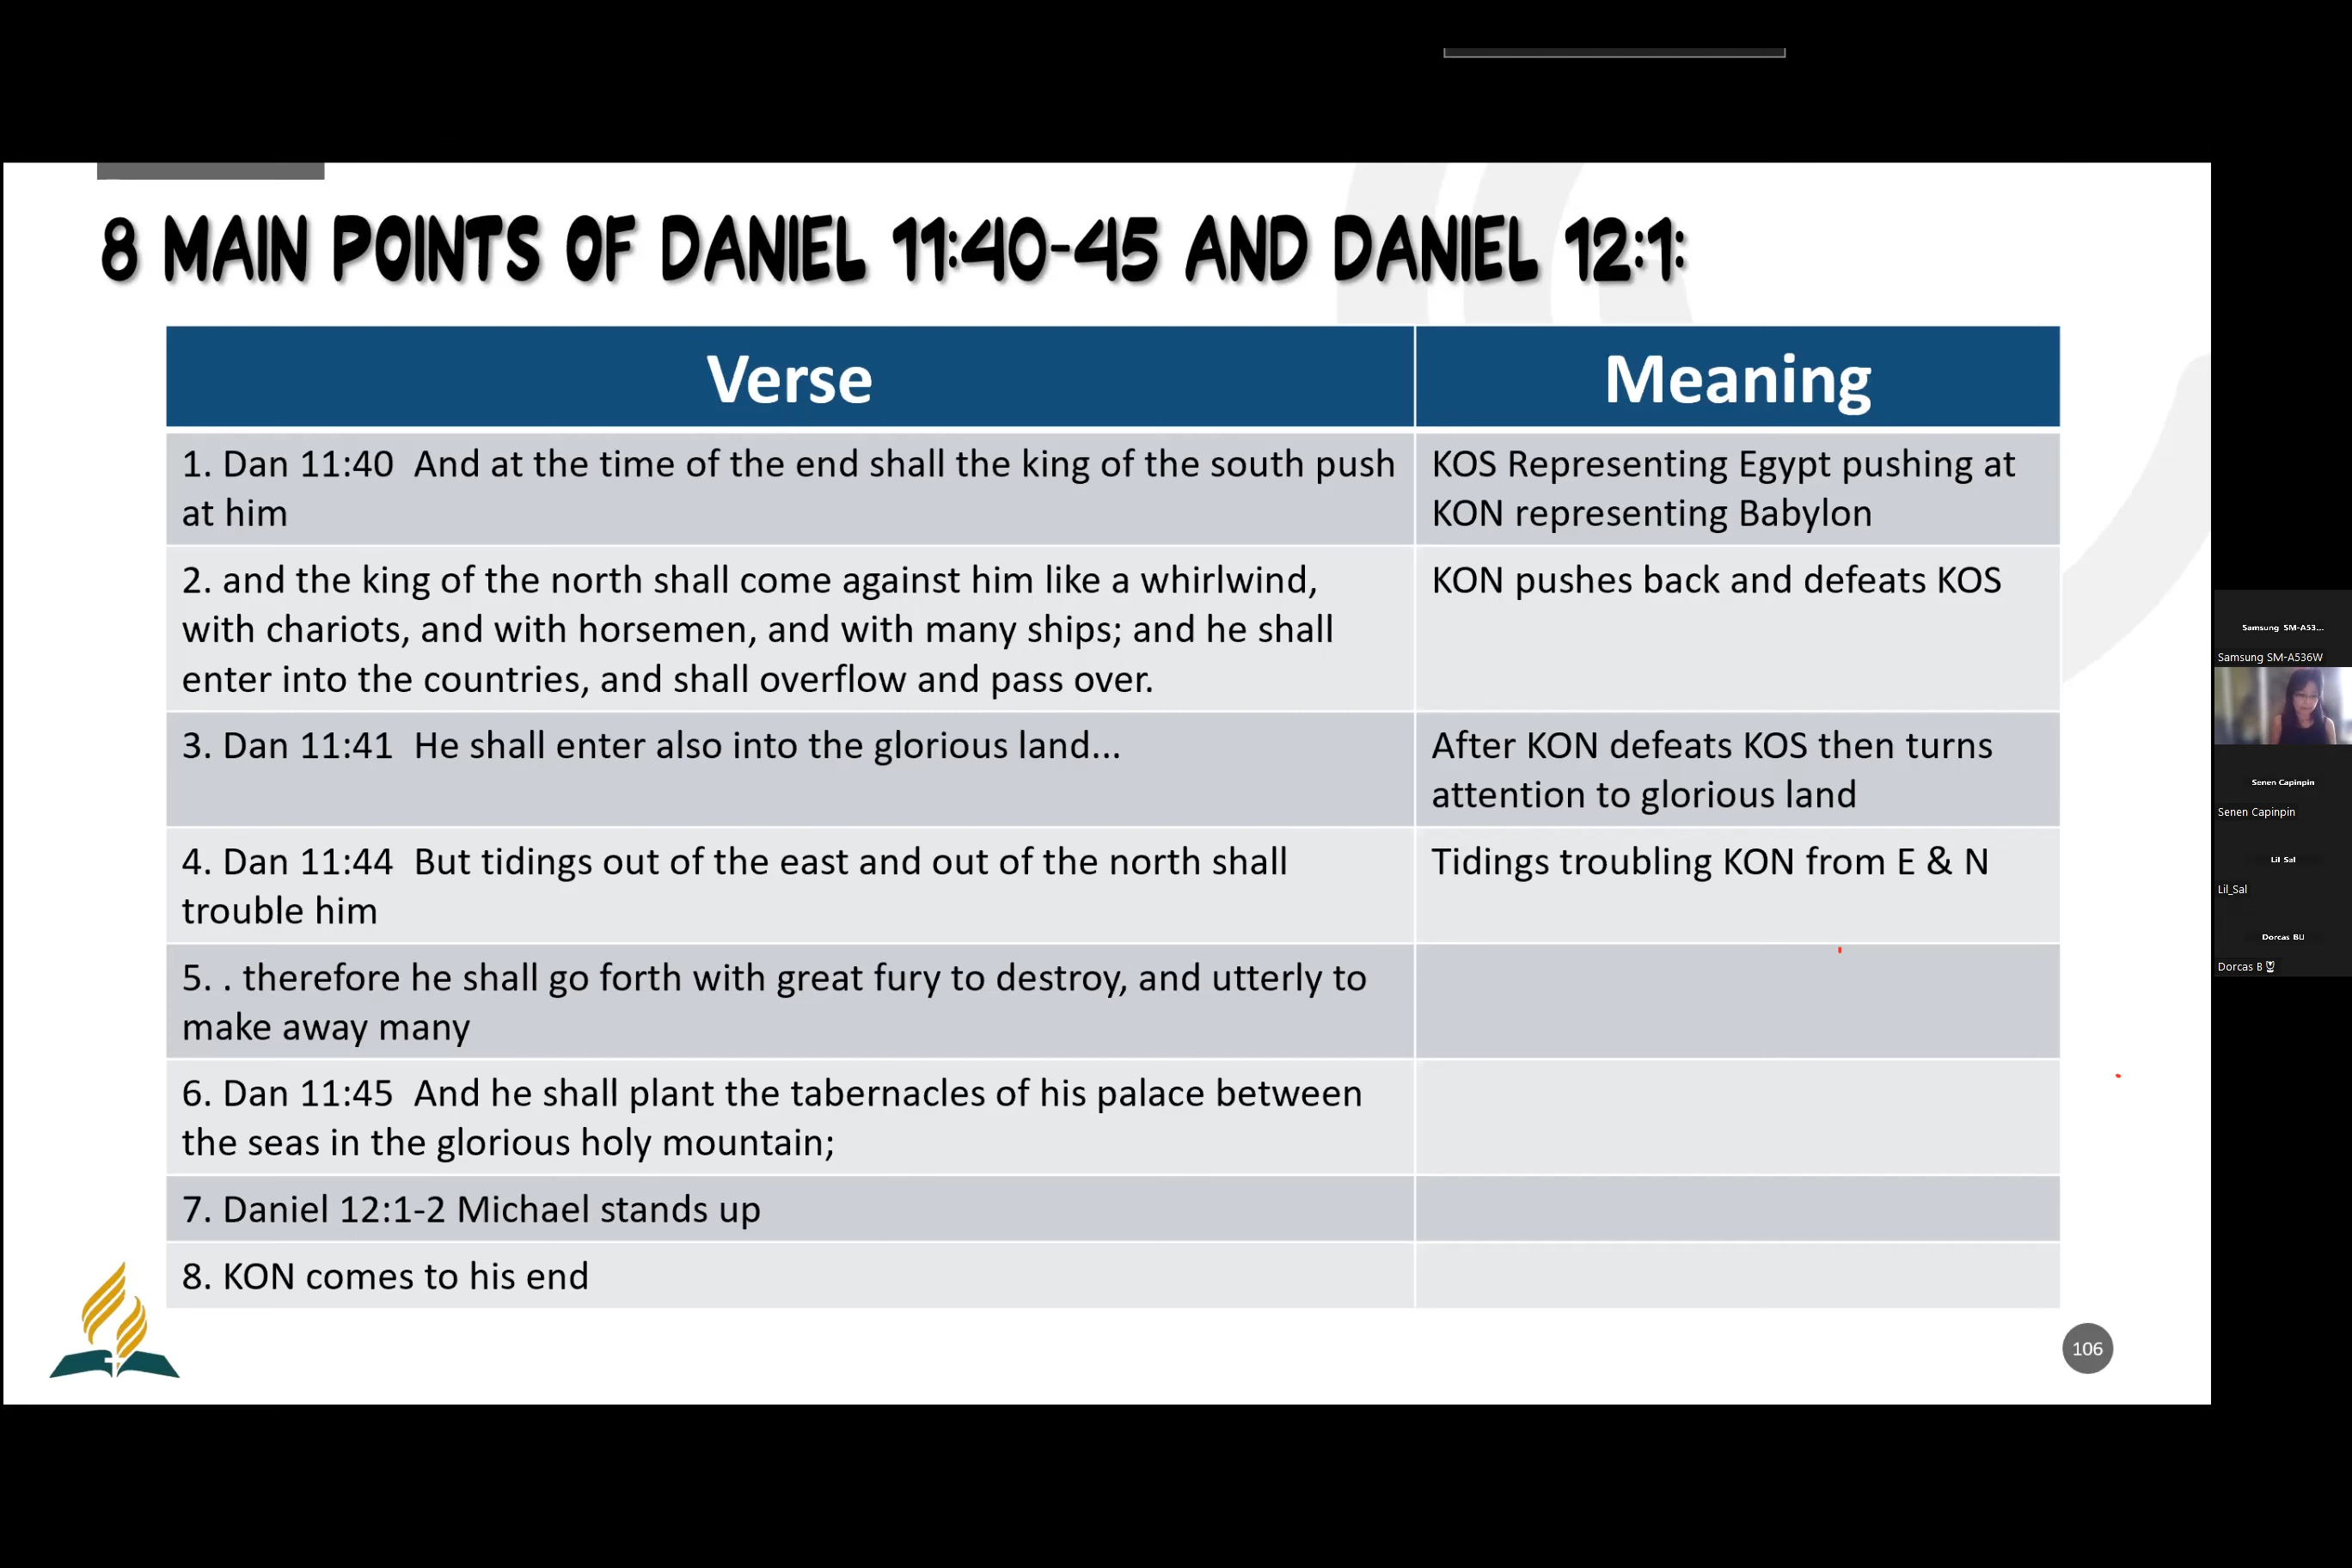 8 MAIN POINTS OF DANIEL 11:40-45 AND DANIEL 12:1:
Verse
Meaning
1. Dan 11:40  And at the time of the end shall the king of the south push
at him
KOS Representing Egypt pushing at
KON representing Babylon
2. and the king of the north shall come against him like a whirlwind,
with chariots, and with horsemen, and with many ships; and he shall
enter into the countries, and shall overflow and pass over.
KON pushes back and defeats KOS
3. Dan 11:41  He shall enter also into the glorious land...
After KON defeats KOS then turns
attention to glorious land
4. Dan 11:44  But tidings out of the east and out of the north shall
trouble him
Tidings troubling KON from E & N
5. . therefore he shall go forth with great fury to destroy, and utterly to
make away many
6. Dan 11:45  And he shall plant the tabernacles of his palace between
the seas in the glorious holy mountain;
7. Daniel 12:1-2 Michael stands up
8. KON comes to his end
106
Samsung SM-A53...
Samsung SM-A536W
Senen Capinpin
Senen Capinpin
Lil Sal
Lil_Sal
Dorcas BU
Dorcas B